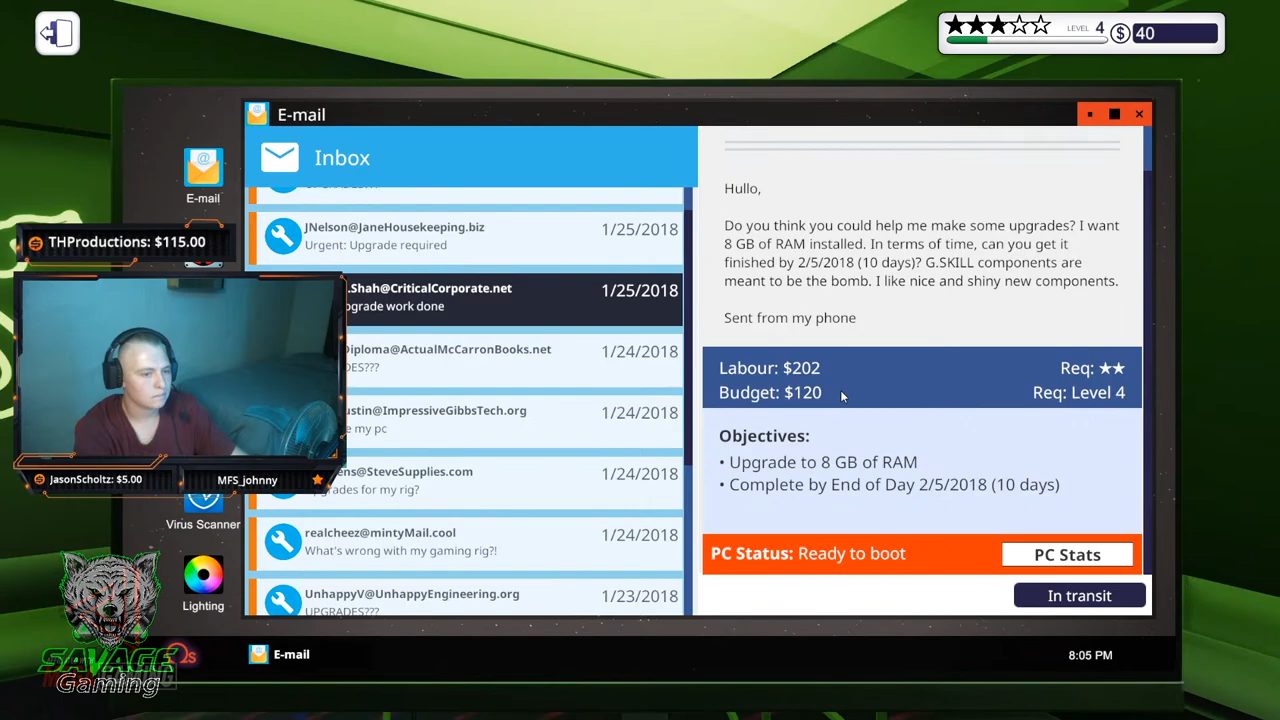 LEVEL 4
$ 40
E-mail
Inbox
E-mail
JNelson@JaneHousekeeping.biz 1/25/2018
Urgent: Upgrade required
.Shah@CriticalCorporate.net 1/25/2018
pgrade work done
Diploma@ActualMcCarronBooks.net 1/24/2018
DES???
ustin@ImpressiveGibbsTech.org 1/24/2018
e my pc
ens@SteveSupplies.com 1/24/2018
grades for my rig?
realcheez@mintyMail.cool 1/24/2018
What's wrong with my gaming rig?!
UnhappyV@UnhappyEngineering.org 1/23/2018
UPGRADES???
Hullo,
Do you think you could help me make some upgrades? I want
8 GB of RAM installed. In terms of time, can you get it
finished by 2/5/2018 (10 days)? G.SKILL components are
meant to be the bomb. I like nice and shiny new components.
Sent from my phone
Labour: $202 Req: ★★
Budget: $120 Req: Level 4
Objectives:
• Upgrade to 8 GB of RAM
• Complete by End of Day 2/5/2018 (10 days)
PC Status: Ready to boot PC Stats
In transit
THProductions: $115.00
JasonScholtz: $5.00 MFS_johnny
Virus Scanner
Lighting
SAVAGE
Gaming
E-mail
8:05 PM